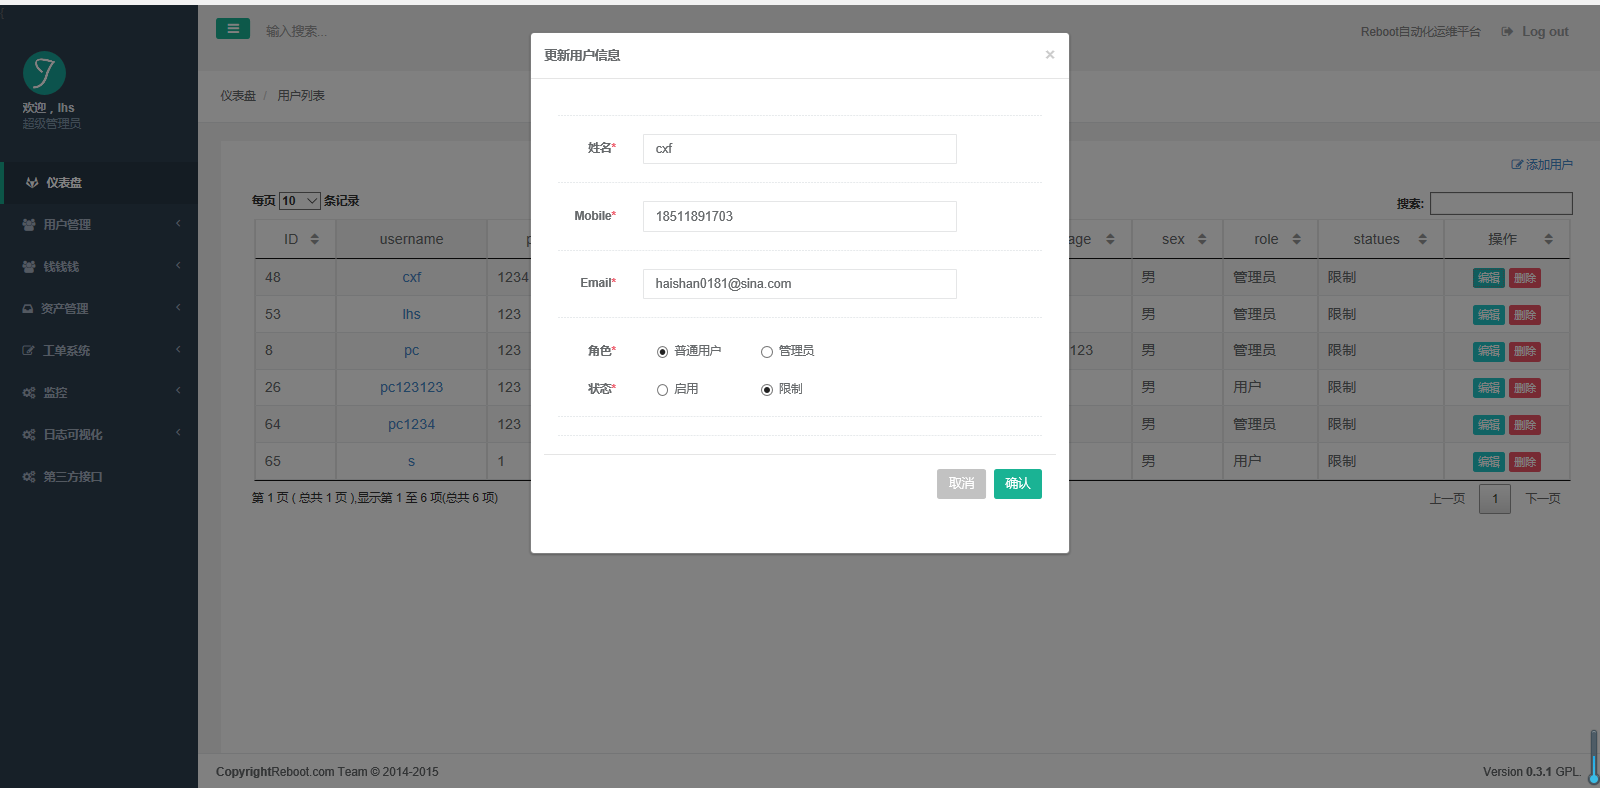 输入搜索...
Reboot自动化运维平台
Log out
欢迎，lhs
超级管理员
仪表盘
用户管理
钱钱钱
资产管理
工单系统
监控
日志可视化
第三方接口
仪表盘 / 用户列表
添加用户
每页 10 条记录
搜索:
ID username p age sex role statues 操作
48 cxf 1234 男 管理员 限制 编辑 删除
53 lhs 123 男 管理员 限制 编辑 删除
8 pc 123 123 男 管理员 限制 编辑 删除
26 pc123123 123 男 用户 限制 编辑 删除
64 pc1234 123 男 管理员 限制 编辑 删除
65 s 1 男 用户 限制 编辑 删除
第 1 页 ( 总共 1 页 ),显示第 1 至 6 项(总共 6 项)
上一页 1 下一页
更新用户信息 ×
姓名* cxf
Mobile* 18511891703
Email* haishan0181@sina.com
角色* 普通用户 管理员
状态* 启用 限制
取消 确认
CopyrightReboot.com Team © 2014-2015
Version 0.3.1 GPL.